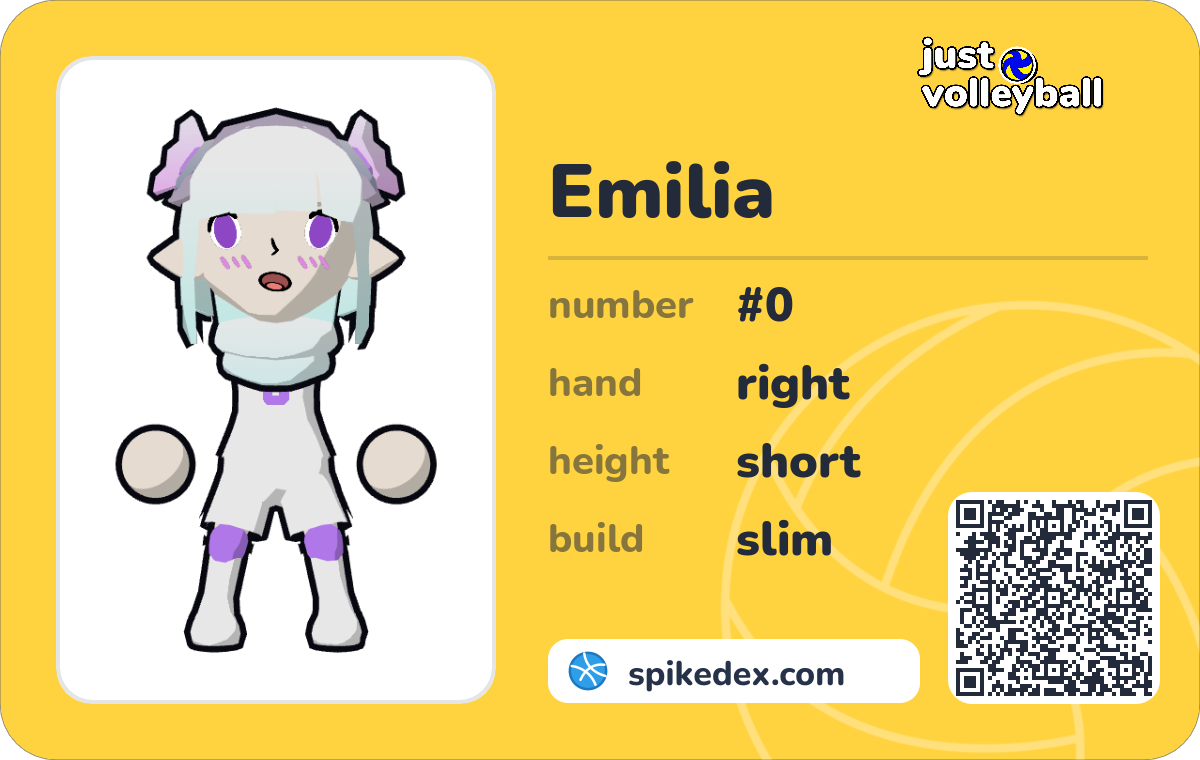 just
volleyball
Emilia
number #0
hand right
height short
build slim
spikedex.com